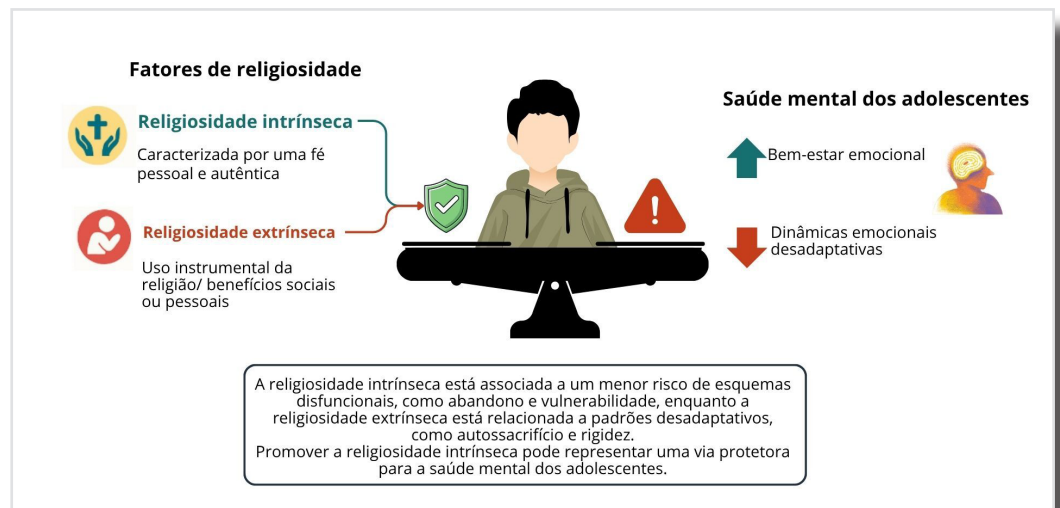 Fatores de religiosidade
Religiosidade intrínseca
Caracterizada por uma fé
pessoal e autêntica
Religiosidade extrínseca
Uso instrumental da
religião/ benefícios sociais
ou pessoais
Saúde mental dos adolescentes
Bem-estar emocional
Dinâmicas emocionais
desadaptativas
A religiosidade intrínseca está associada a um menor risco de esquemas
disfuncionais, como abandono e vulnerabilidade, enquanto a
religiosidade extrínseca está relacionada a padrões desadaptativos,
como autossacrifício e rigidez.
Promover a religiosidade intrínseca pode representar uma via protetora
para a saúde mental dos adolescentes.